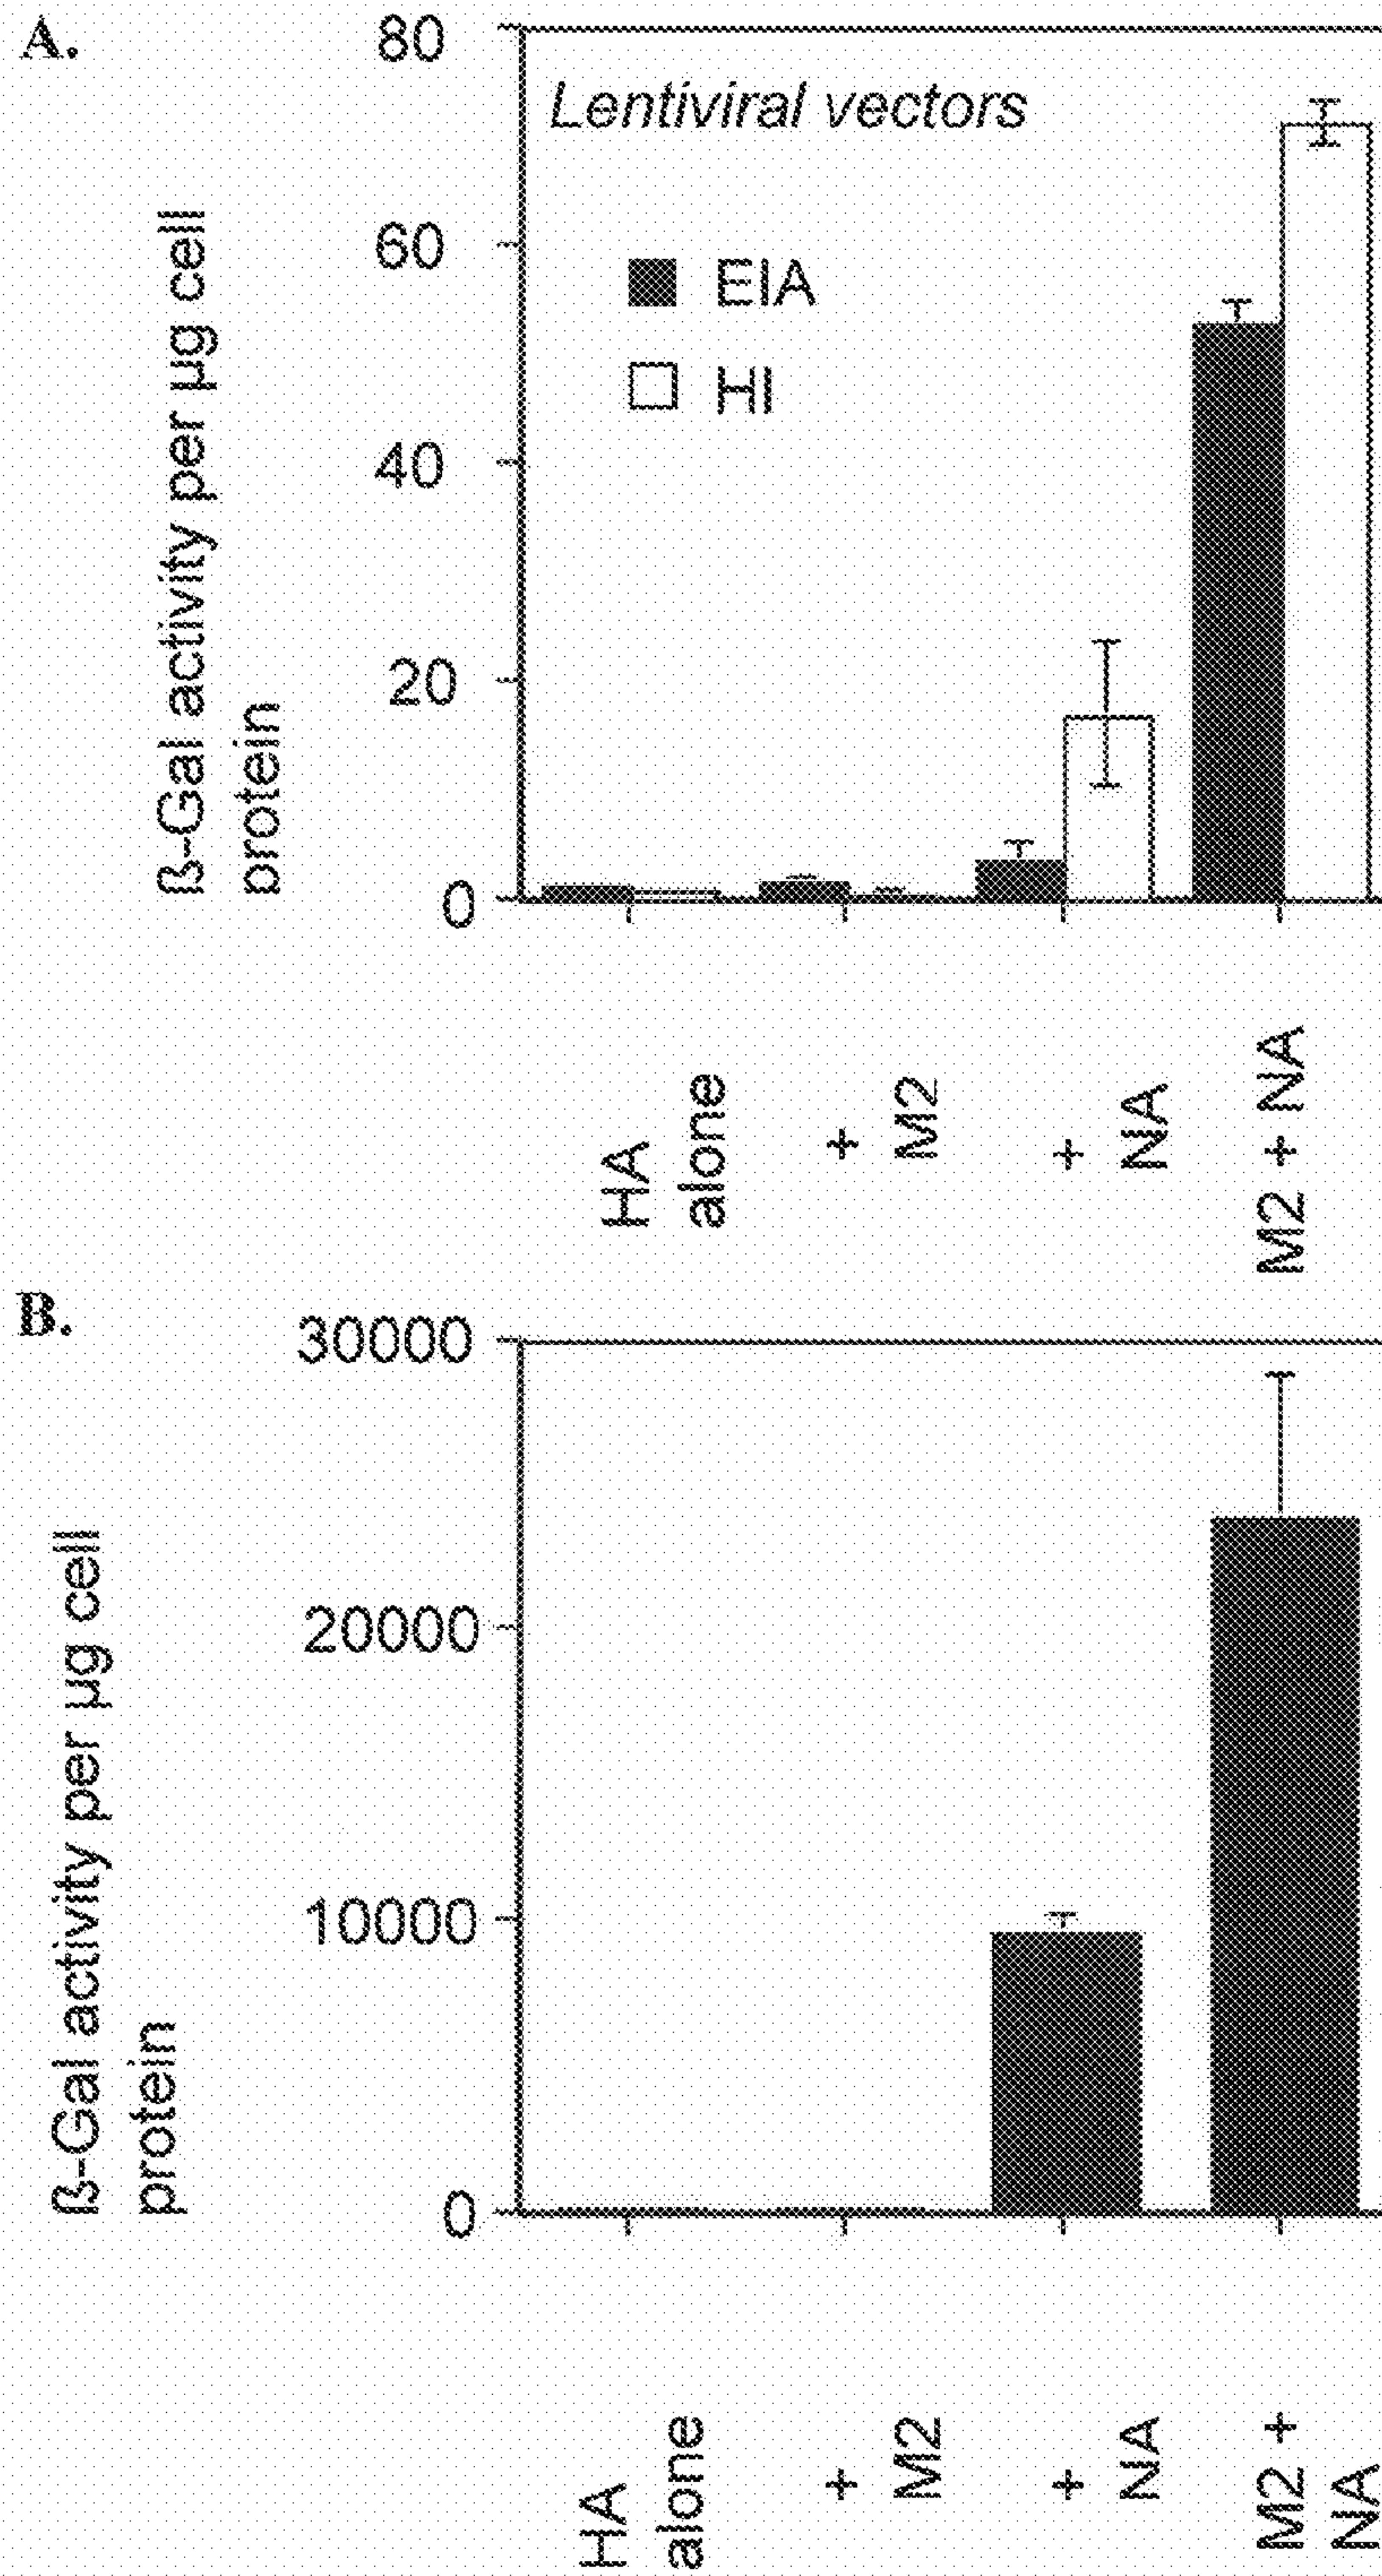 A.
80
60
40
20
0
ß-Gal activity per µg cell
protein
Lentiviral vectors
EIA
HI
HA
alone
+
M2
+
NA
M2 + NA
B.
30000
20000
10000
0
ß-Gal activity per µg cell
protein
HA
alone
+
M2
+
NA
M2 +
NA